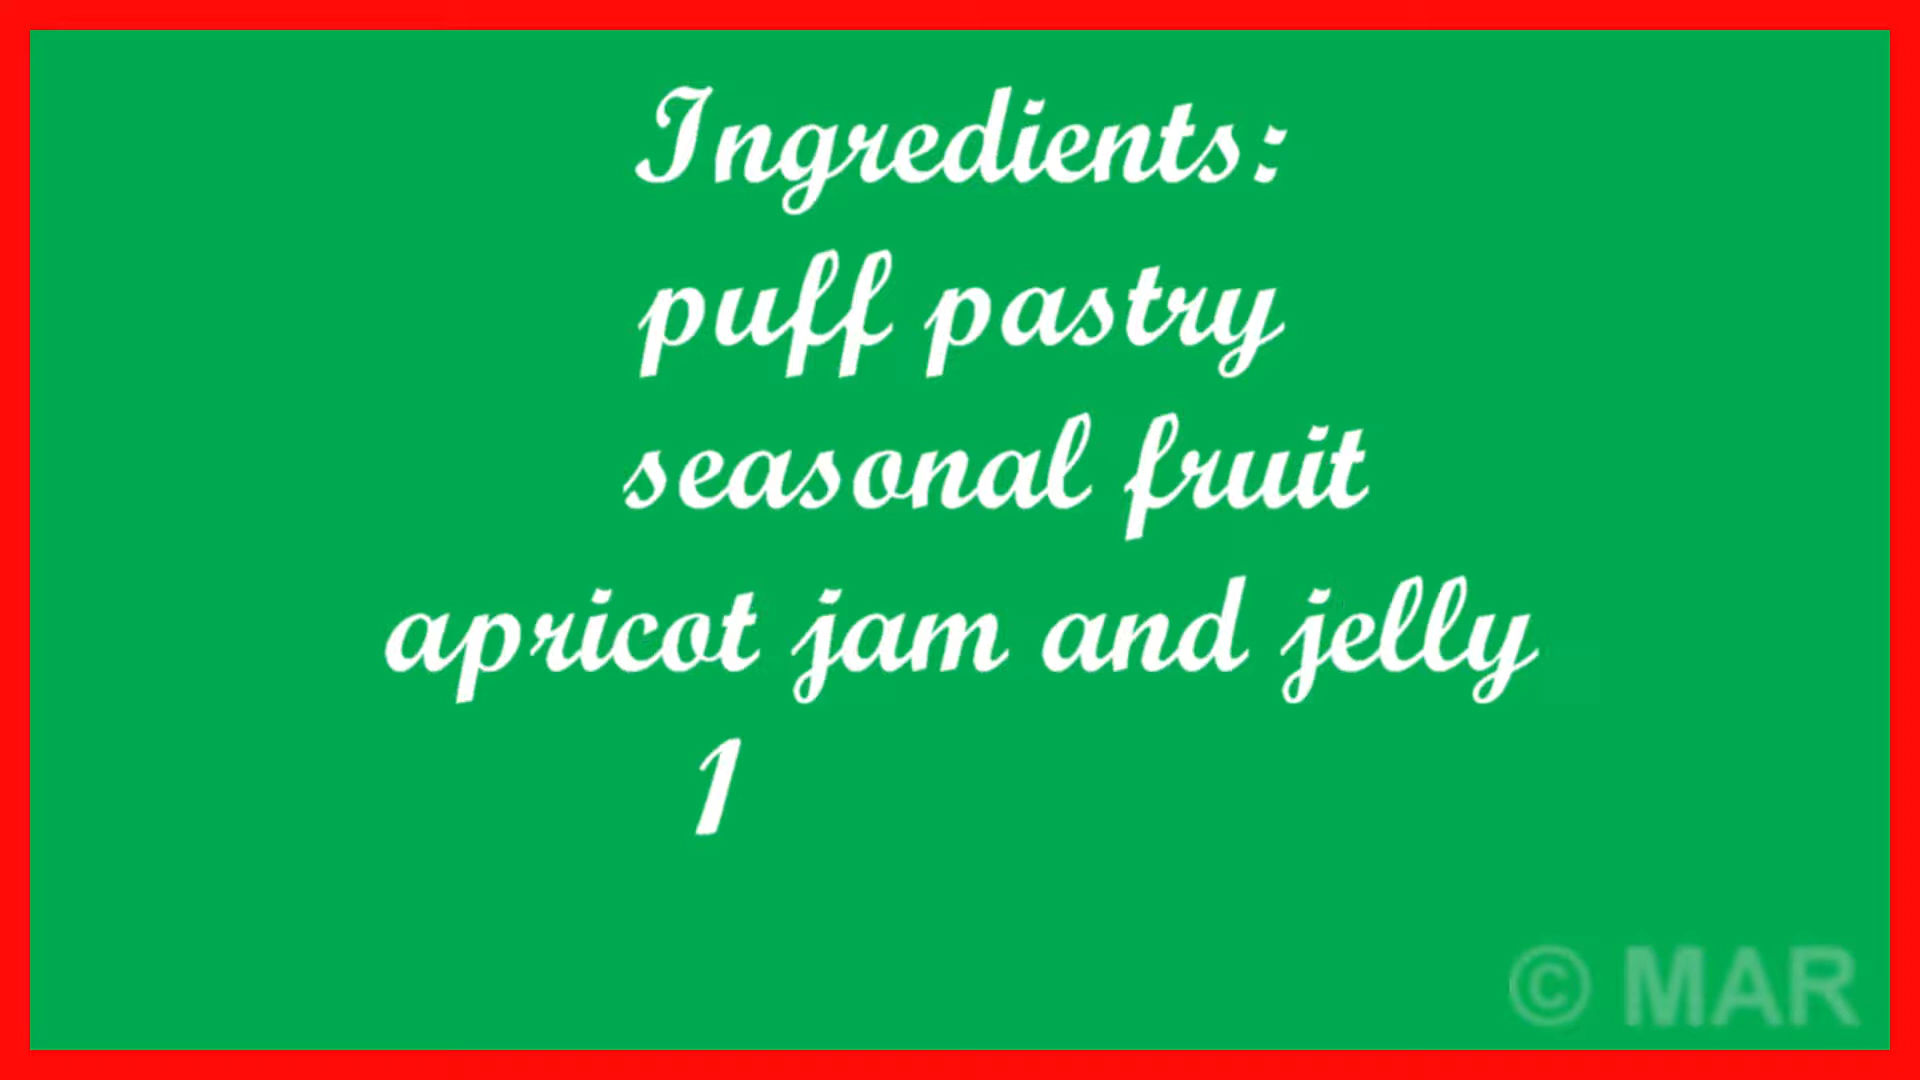 Ingredients:
puff pastry
seasonal fruit
apricot jam and jelly
1
© MAR